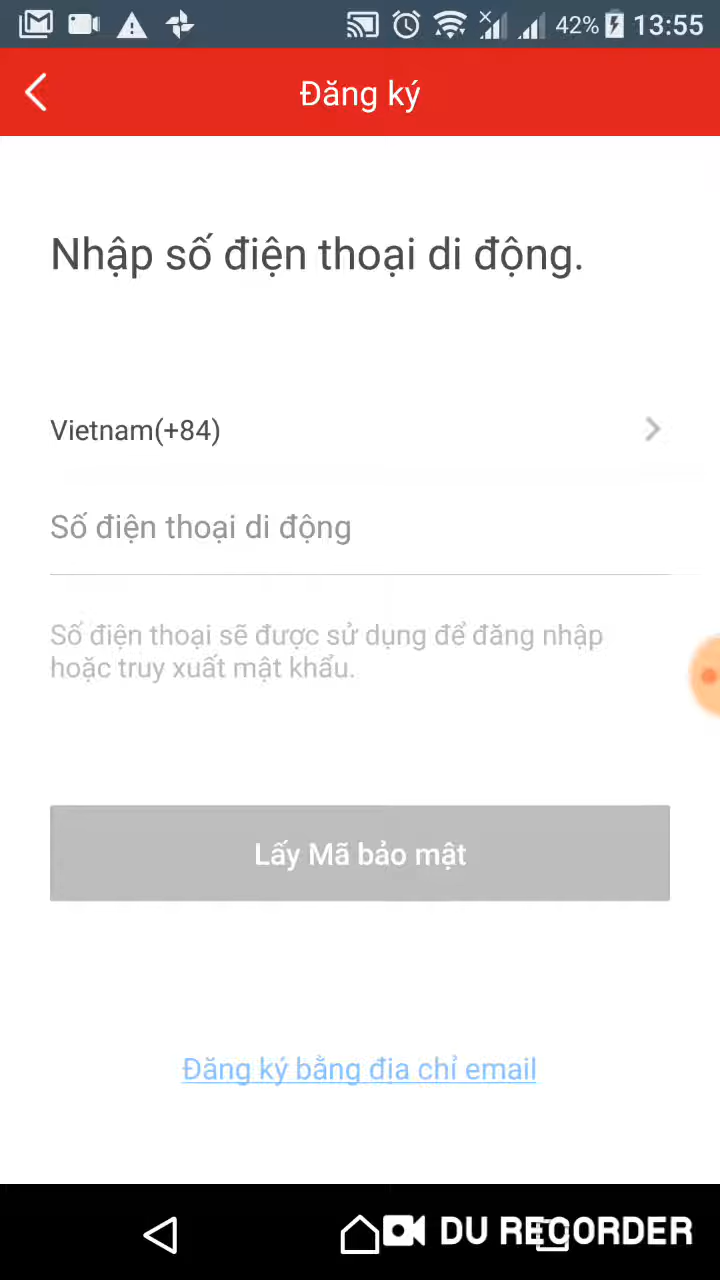 42% 13:55
Đăng ký
Nhập số điện thoại di động.
Vietnam(+84)
Số điện thoại di động
Số điện thoại sẽ được sử dụng để đăng nhập
hoặc truy xuất mật khẩu.
Lấy Mã bảo mật
Đăng ký bằng địa chỉ email
DU RECORDER